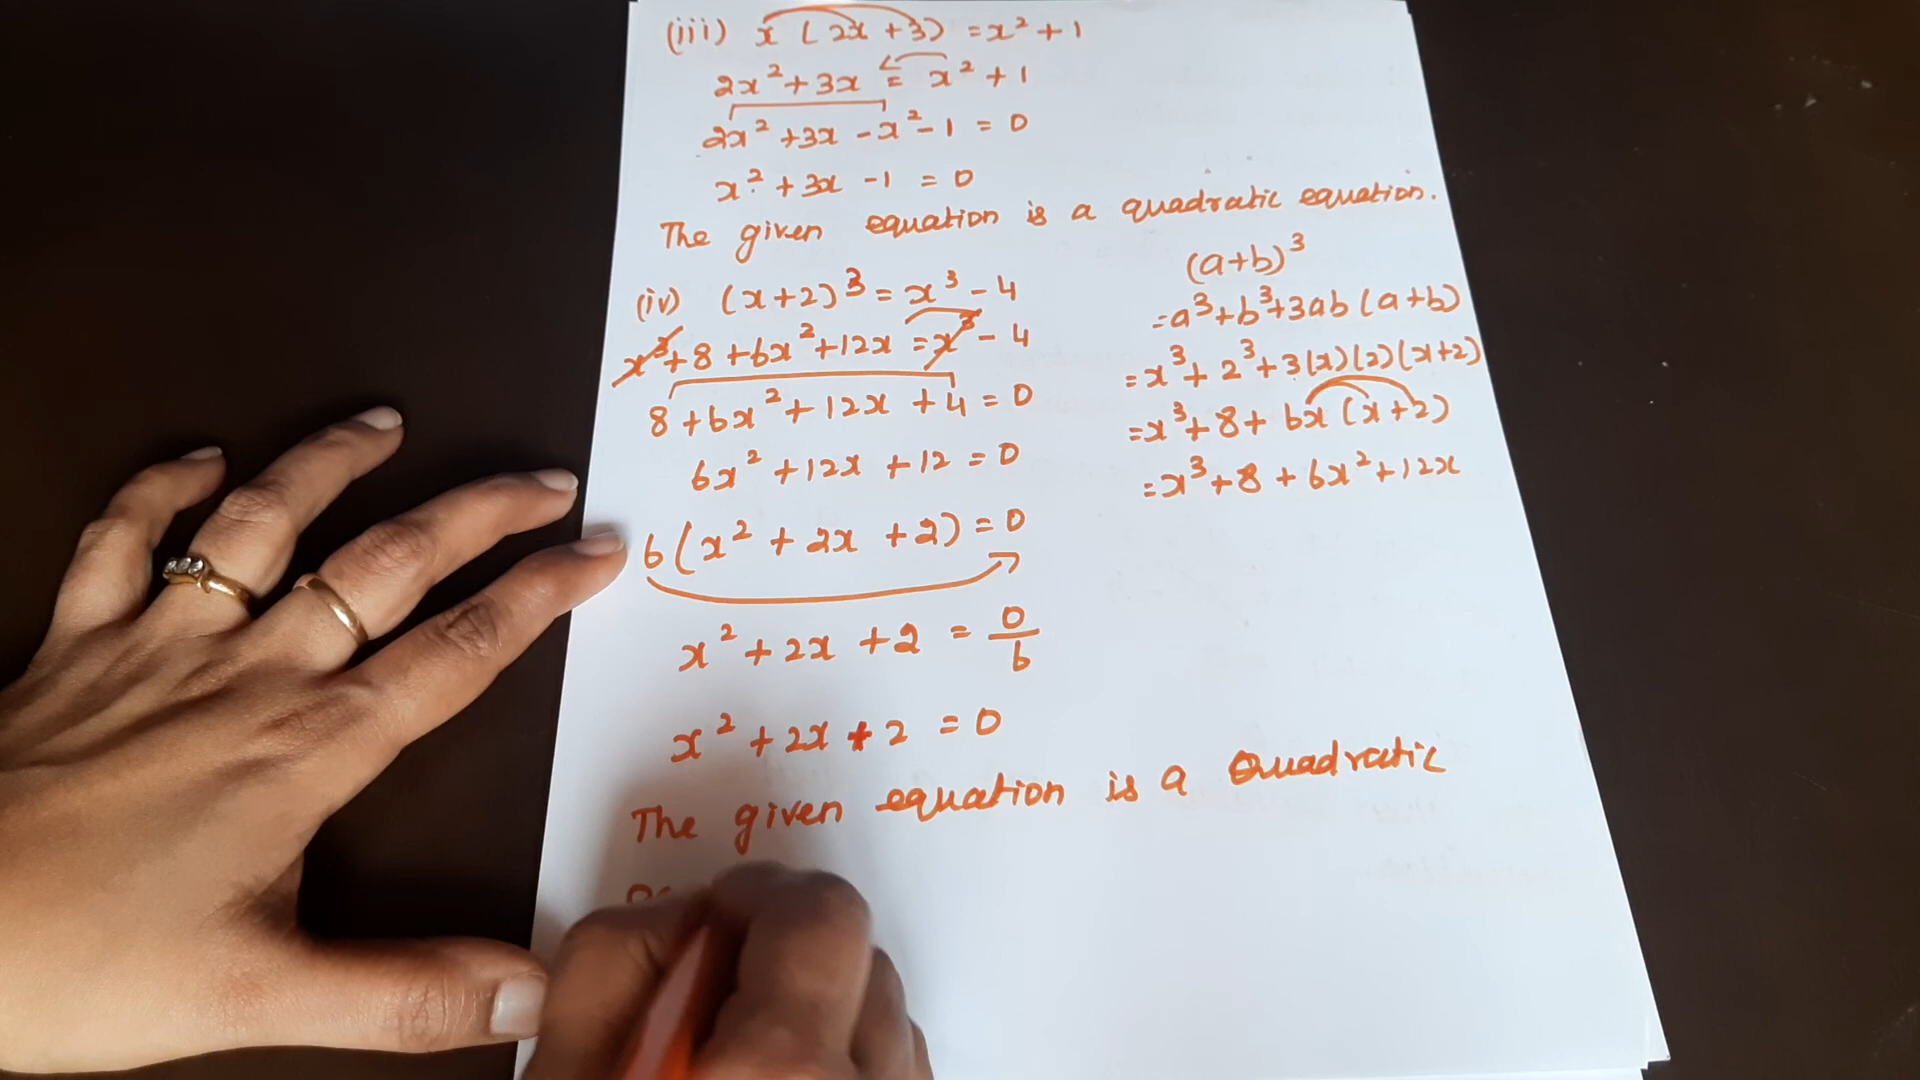 (iii) x (2x + 3) = x² + 1
2x² + 3x = x² + 1
2x² + 3x - x² - 1 = 0
x² + 3x - 1 = 0
The given equation is a quadratic equation.
(iv) (x+2)³ = x³ - 4
x³ + 8 + 6x² + 12x = x³ - 4
8 + 6x² + 12x + 4 = 0
6x² + 12x + 12 = 0
6(x² + 2x + 2) = 0
x² + 2x + 2 = 0/6
x² + 2x + 2 = 0
The given equation is a Quadratic
(a+b)³
= a³ + b³ + 3ab (a+b)
= x³ + 2³ + 3(x)(2)(x+2)
= x³ + 8 + 6x (x+2)
= x³ + 8 + 6x² + 12x